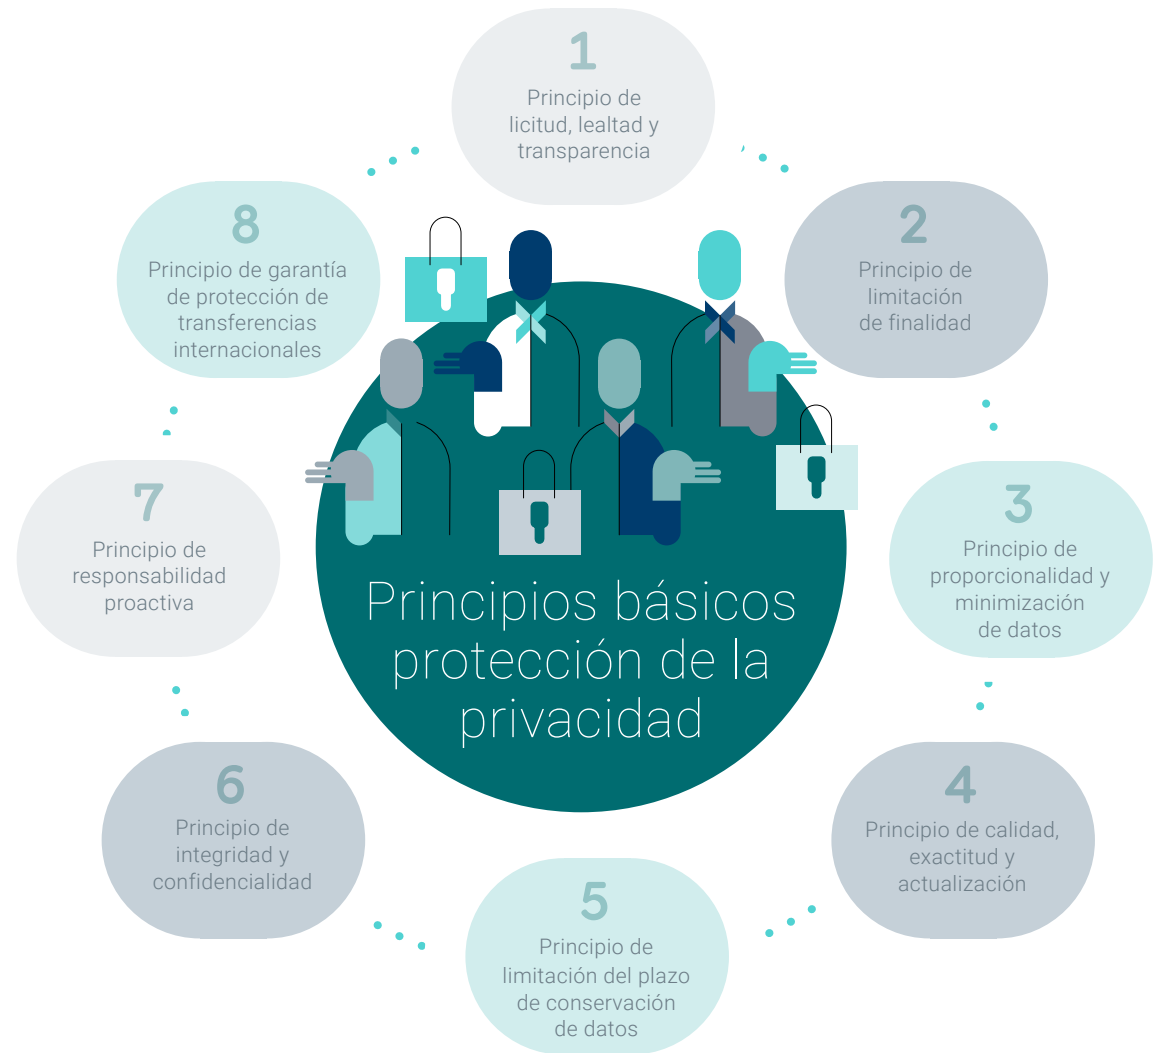 1
Principio de
licitud, lealtad y
transparencia
2
Principio de
limitación
de finalidad
3
Principio de
proporcionalidad y
minimización
de datos
4
Principio de calidad,
exactitud y
actualización
5
Principio de
limitación del plazo
de conservación
de datos
6
Principio de
integridad y
confidencialidad
7
Principio de
responsabilidad
proactiva
8
Principio de garantía
de protección de
transferencias
internacionales
Principios básicos
protección de la
privacidad